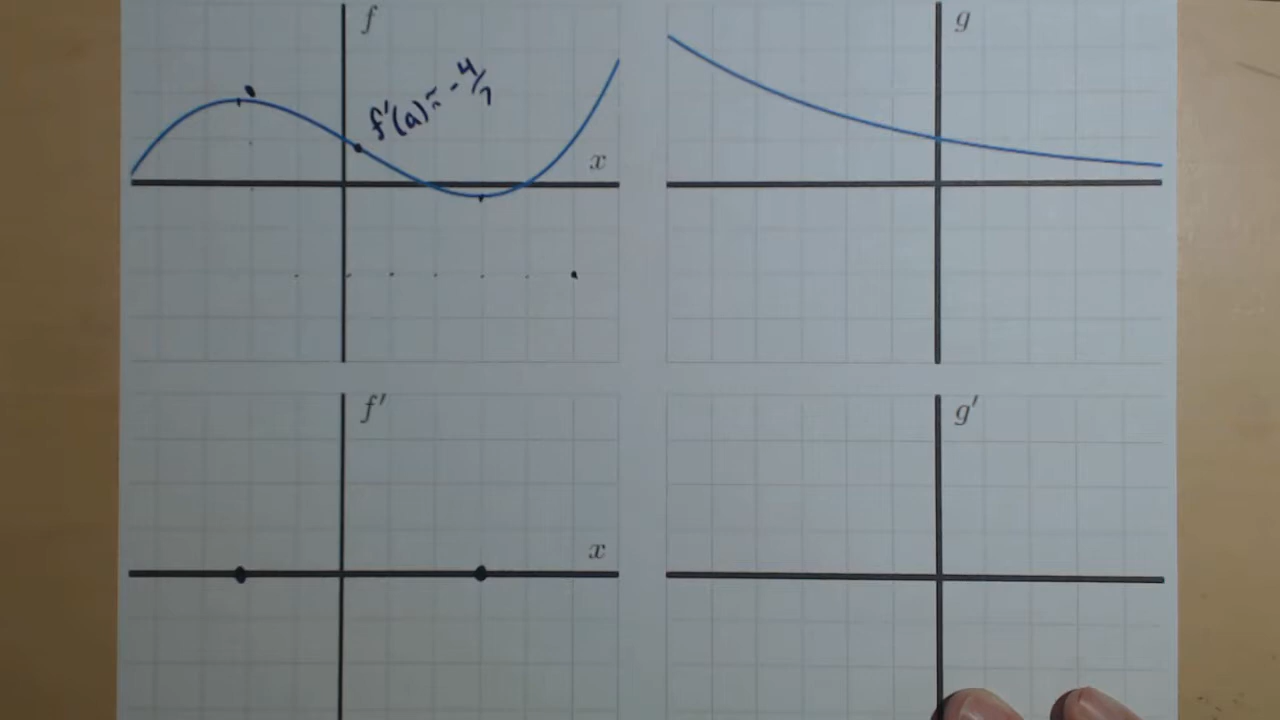 f
f'(a) ≈ -4/7
x
g
f'
x
g'